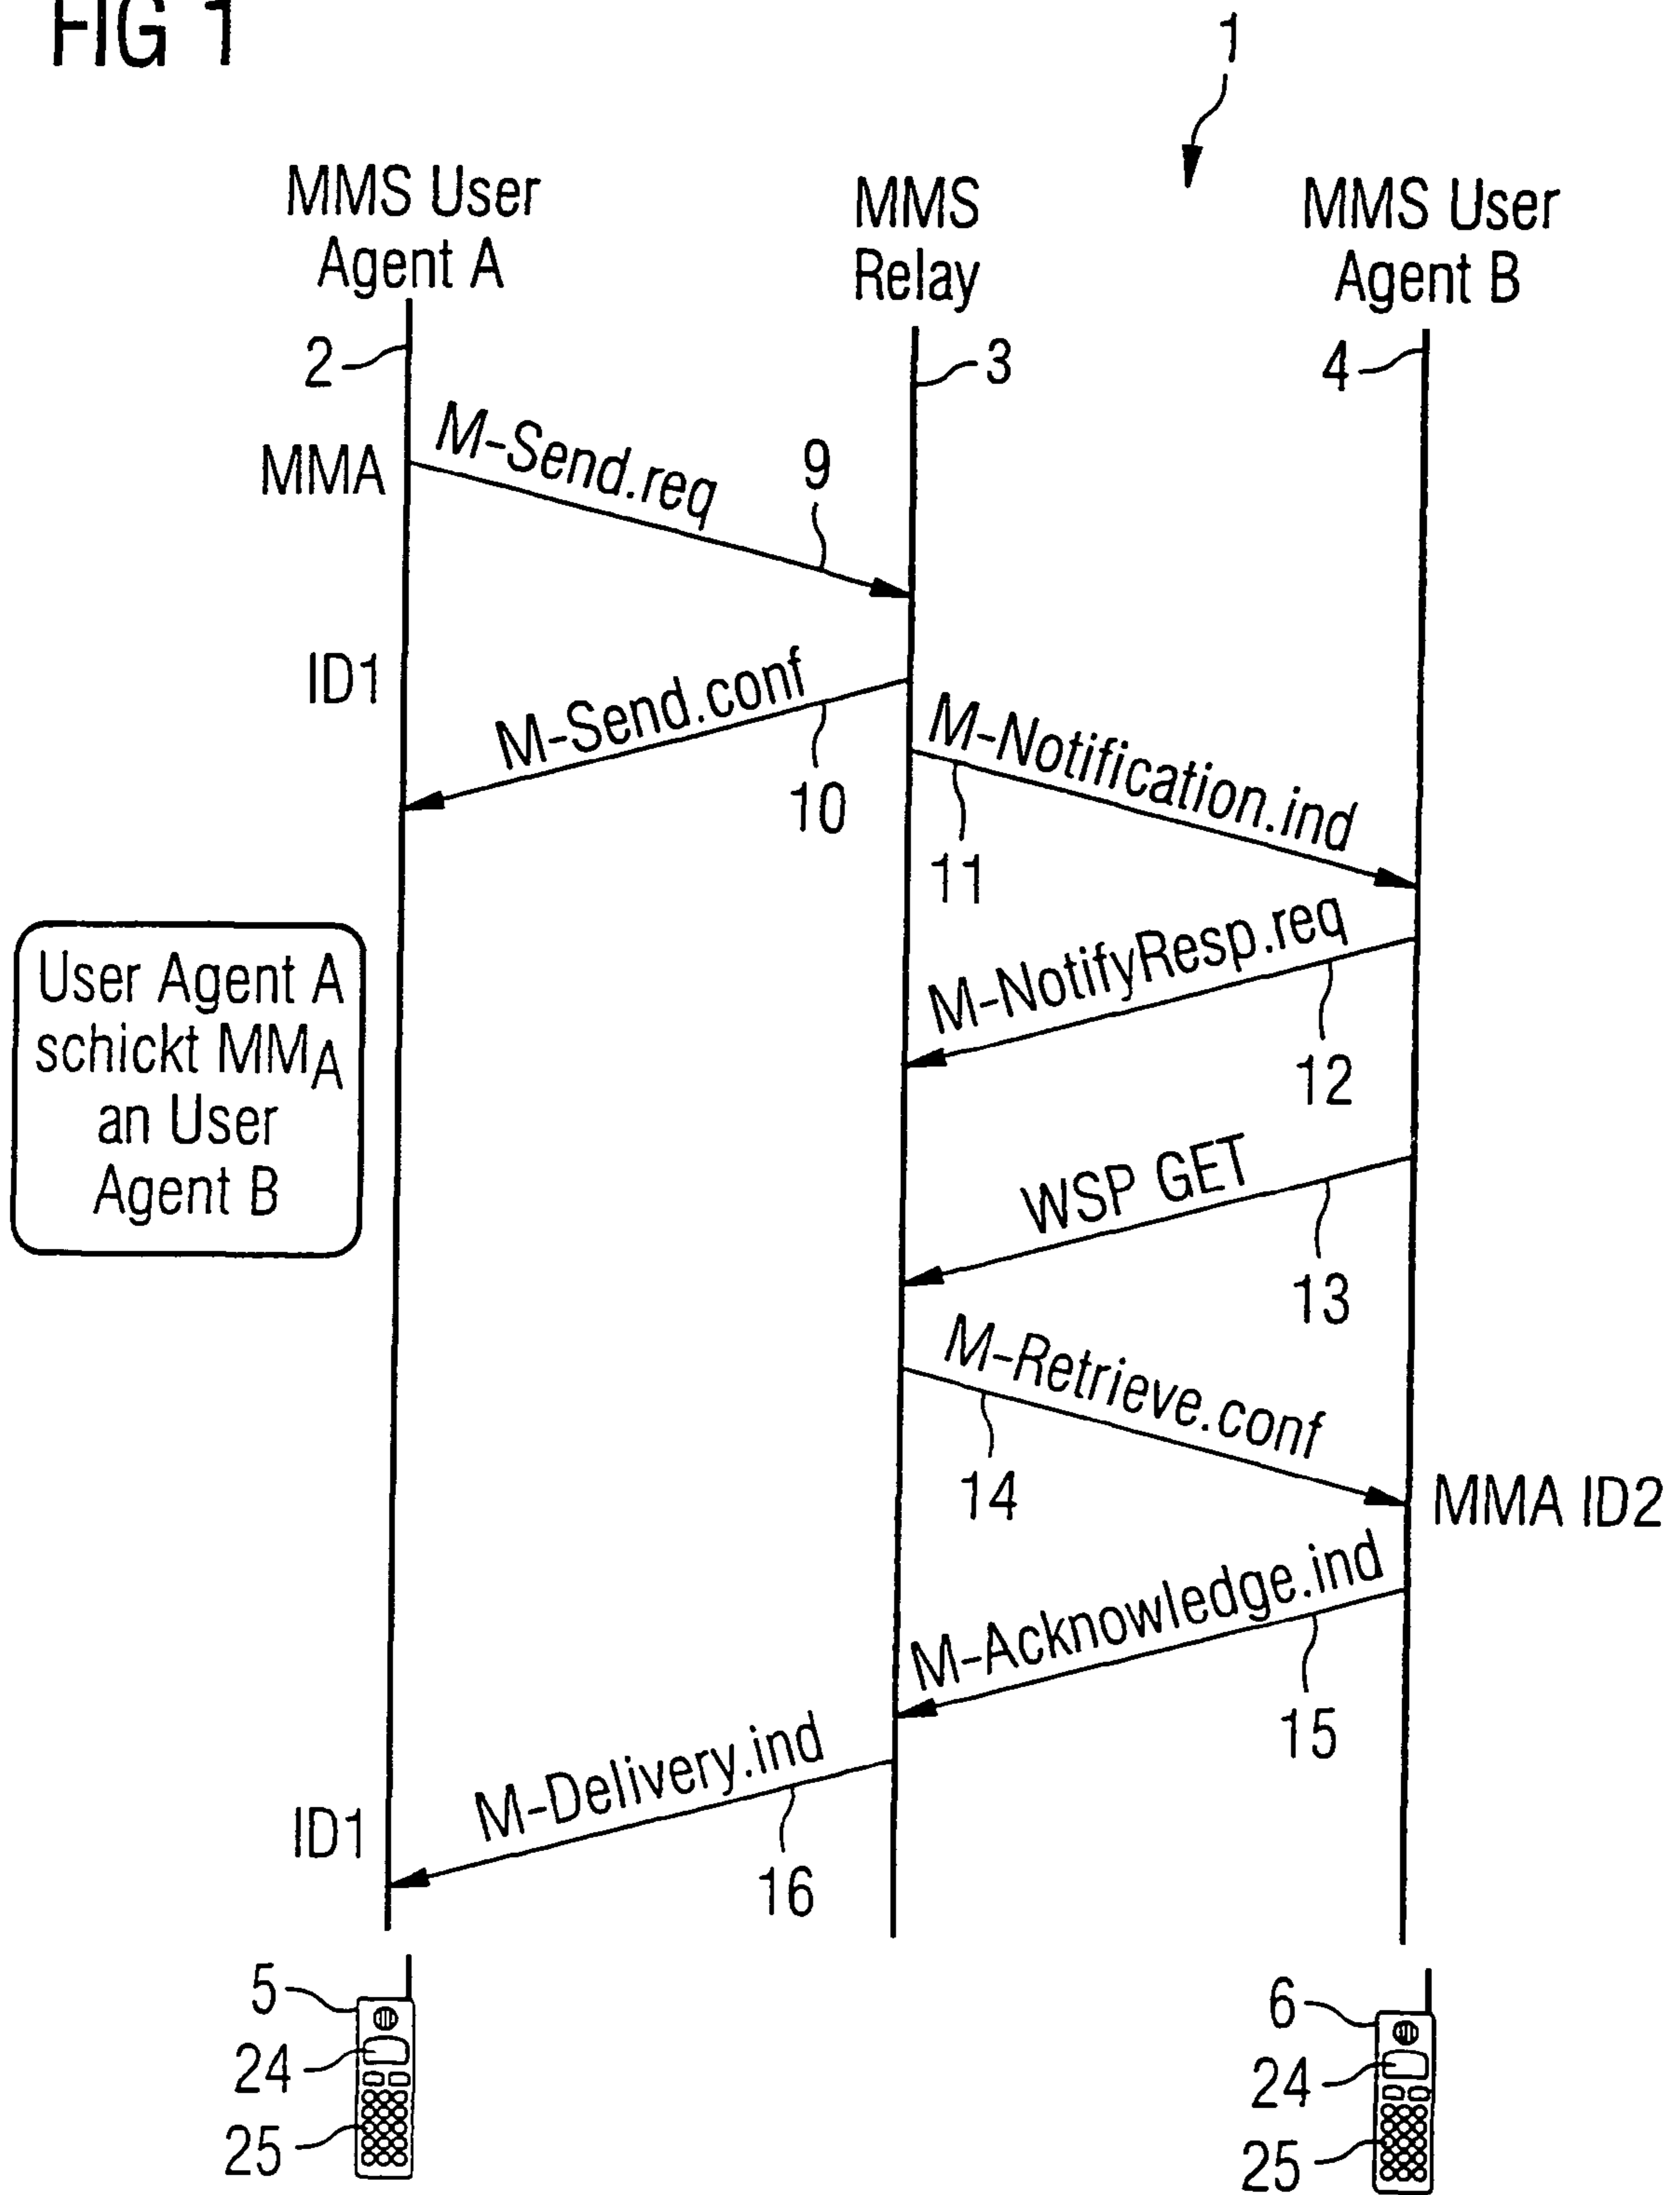 FIG 1
1
MMS User
Agent A
MMS
Relay
MMS User
Agent B
2
3
4
MMA
M-Send.req
9
ID1
M-Send.conf
10
M-Notification.ind
11
User Agent A
schickt MMA
an User
Agent B
M-NotifyResp.req
12
WSP GET
13
M-Retrieve.conf
14
MMA ID2
M-Acknowledge.ind
15
M-Delivery.ind
ID1
16
5
24
25
6
24
25